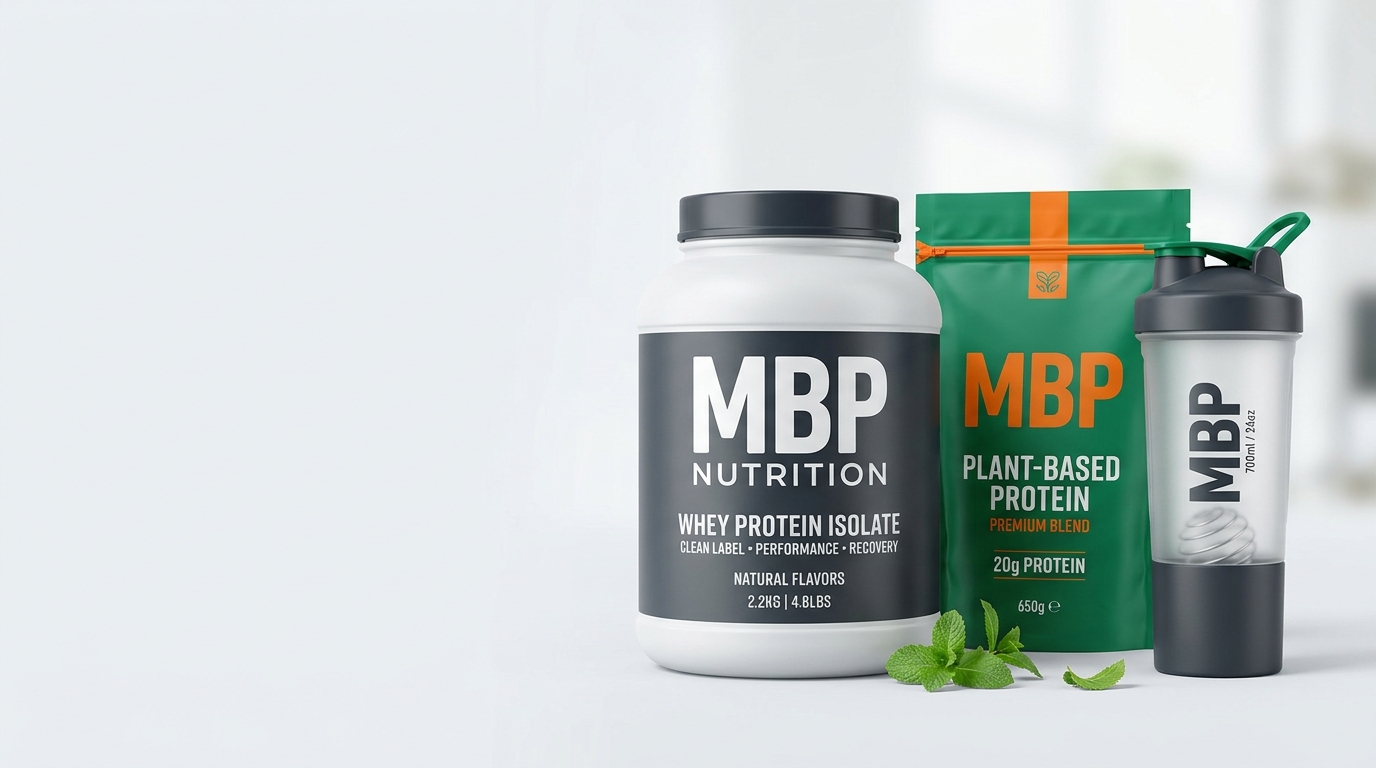 MBP
NUTRITION
WHEY PROTEIN ISOLATE
CLEAN LABEL • PERFORMANCE • RECOVERY
NATURAL FLAVORS
2.2KG | 4.8LBS
MBP
PLANT-BASED
PROTEIN
PREMIUM BLEND
20g PROTEIN
650g ℮
MBP
700ml / 24oz